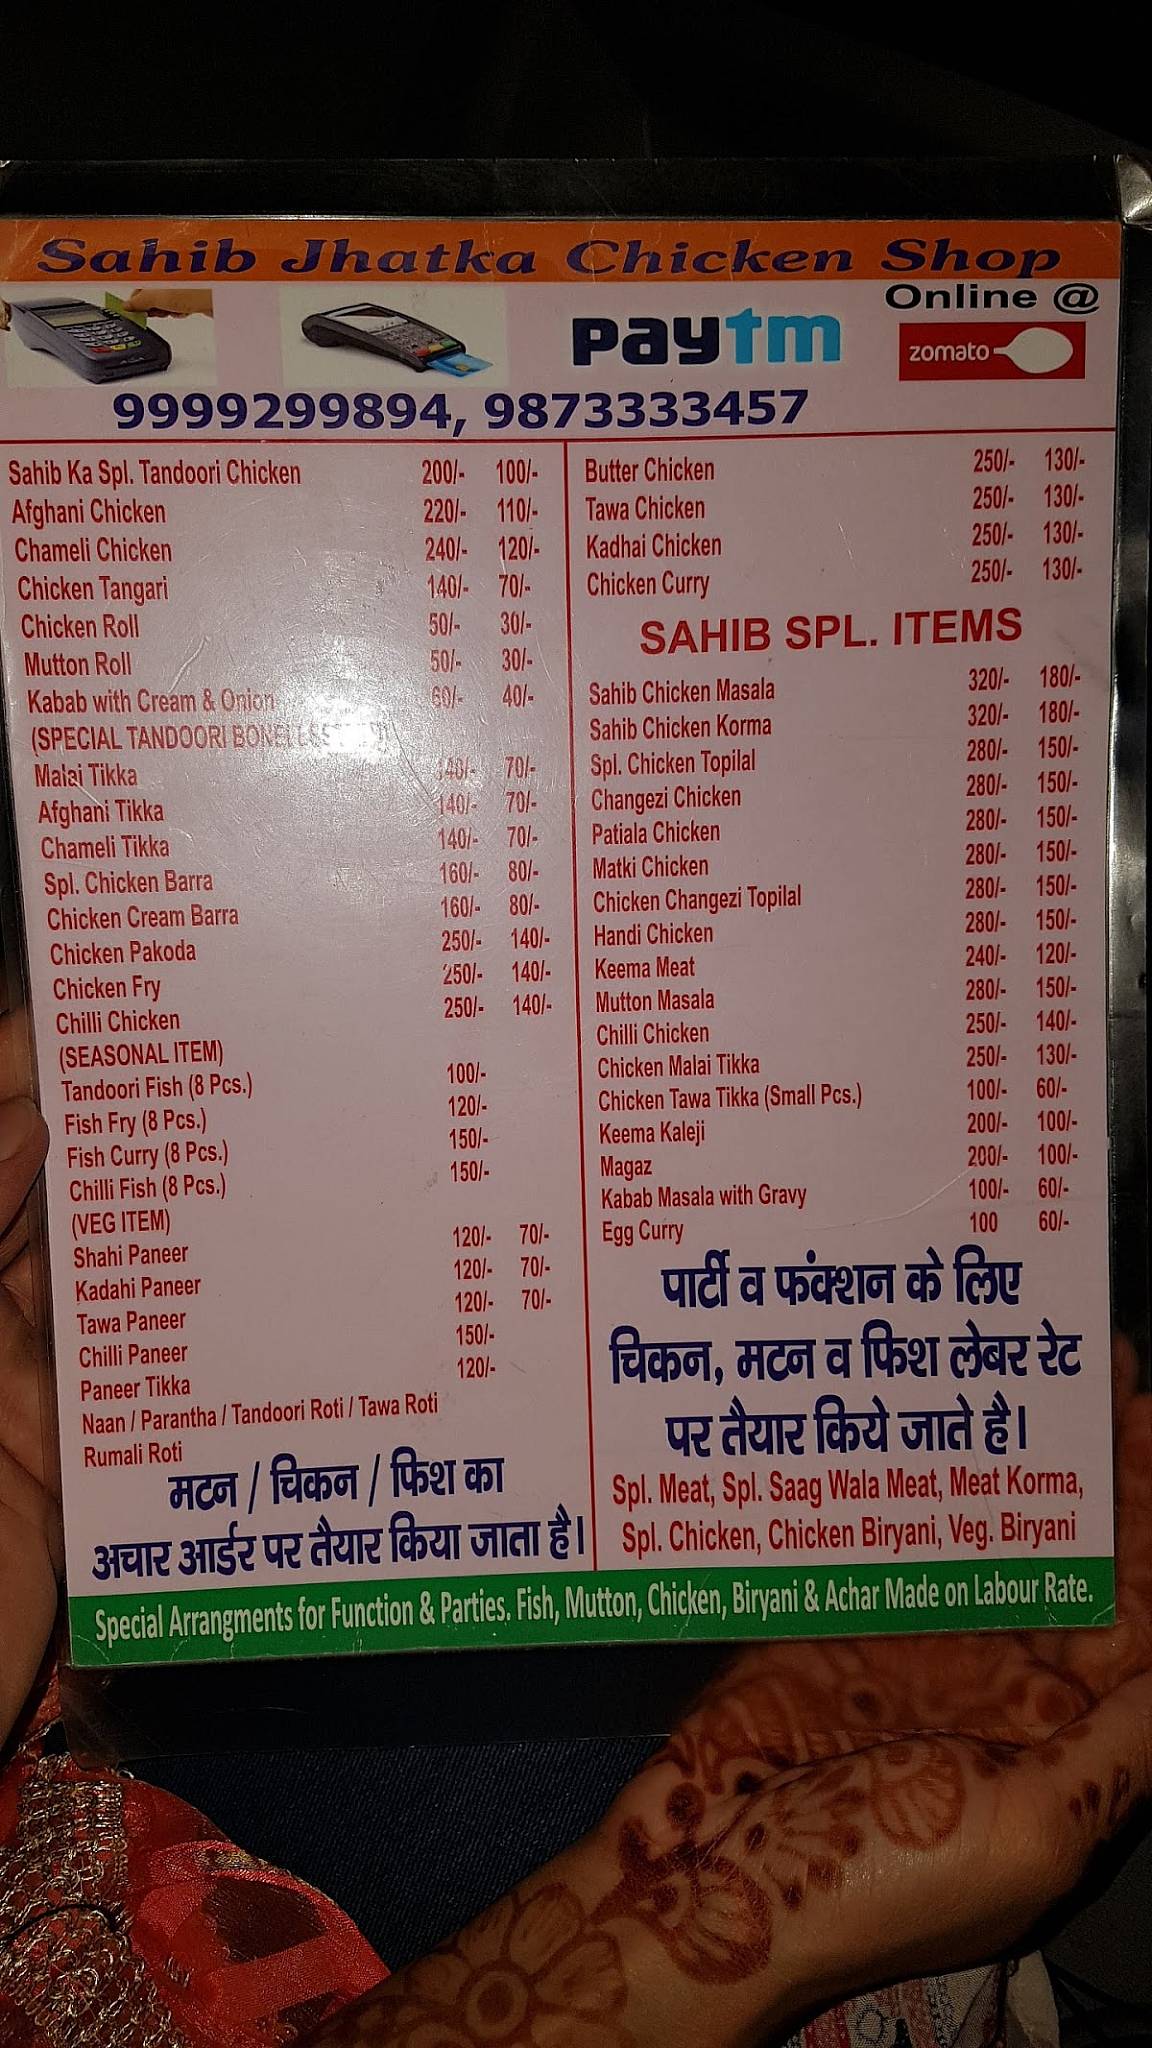 Sahib Jhatka Chicken Shop
paytm
Online @
zomato
9999299894, 9873333457
Sahib Ka Spl. Tandoori Chicken 200/- 100/-
Afghani Chicken 220/- 110/-
Chameli Chicken 240/- 120/-
Chicken Tangari 140/- 70/-
Chicken Roll 50/- 30/-
Mutton Roll 50/- 30/-
Kabab with Cream & Onion 60/- 40/-
(SPECIAL TANDOORI
Malai Tikka 140/- 70/-
Afghani Tikka 140/- 70/-
Chameli Tikka 140/- 70/-
Spl. Chicken Barra 160/- 80/-
Chicken Cream Barra 160/- 80/-
Chicken Pakoda 250/- 140/-
Chicken Fry 250/- 140/-
Chilli Chicken 250/- 140/-
(SEASONAL ITEM)
Tandoori Fish (8 Pcs.) 100/-
Fish Fry (8 Pcs.) 120/-
Fish Curry (8 Pcs.) 150/-
Chilli Fish (8 Pcs.) 150/-
(VEG ITEM)
Shahi Paneer 120/- 70/-
Kadahi Paneer 120/- 70/-
Tawa Paneer 120/- 70/-
Chilli Paneer 150/-
Paneer Tikka 120/-
Naan / Parantha / Tandoori Roti / Tawa Roti
Rumali Roti
मटन / चिकन / फिश का
अचार आर्डर पर तैयार किया जाता है।
Butter Chicken 250/- 130/-
Tawa Chicken 250/- 130/-
Kadhai Chicken 250/- 130/-
Chicken Curry 250/- 130/-
SAHIB SPL. ITEMS
Sahib Chicken Masala 320/- 180/-
Sahib Chicken Korma 320/- 180/-
Spl. Chicken Topilal 280/- 150/-
Changezi Chicken 280/- 150/-
Patiala Chicken 280/- 150/-
Matki Chicken 280/- 150/-
Chicken Changezi Topilal 280/- 150/-
Handi Chicken 280/- 150/-
Keema Meat 240/- 120/-
Mutton Masala 280/- 150/-
Chilli Chicken 250/- 140/-
Chicken Malai Tikka 250/- 130/-
Chicken Tawa Tikka (Small Pcs.) 100/- 60/-
Keema Kaleji 200/- 100/-
Magaz 200/- 100/-
Kabab Masala with Gravy 100/- 60/-
Egg Curry 100 60/-
पार्टी व फंक्शन के लिए
चिकन, मटन व फिश लेबर रेट
पर तैयार किये जाते है।
Spl. Meat, Spl. Saag Wala Meat, Meat Korma,
Spl. Chicken, Chicken Biryani, Veg. Biryani
Special Arrangments for Function & Parties. Fish, Mutton, Chicken, Biryani & Achar Made on Labour Rate.